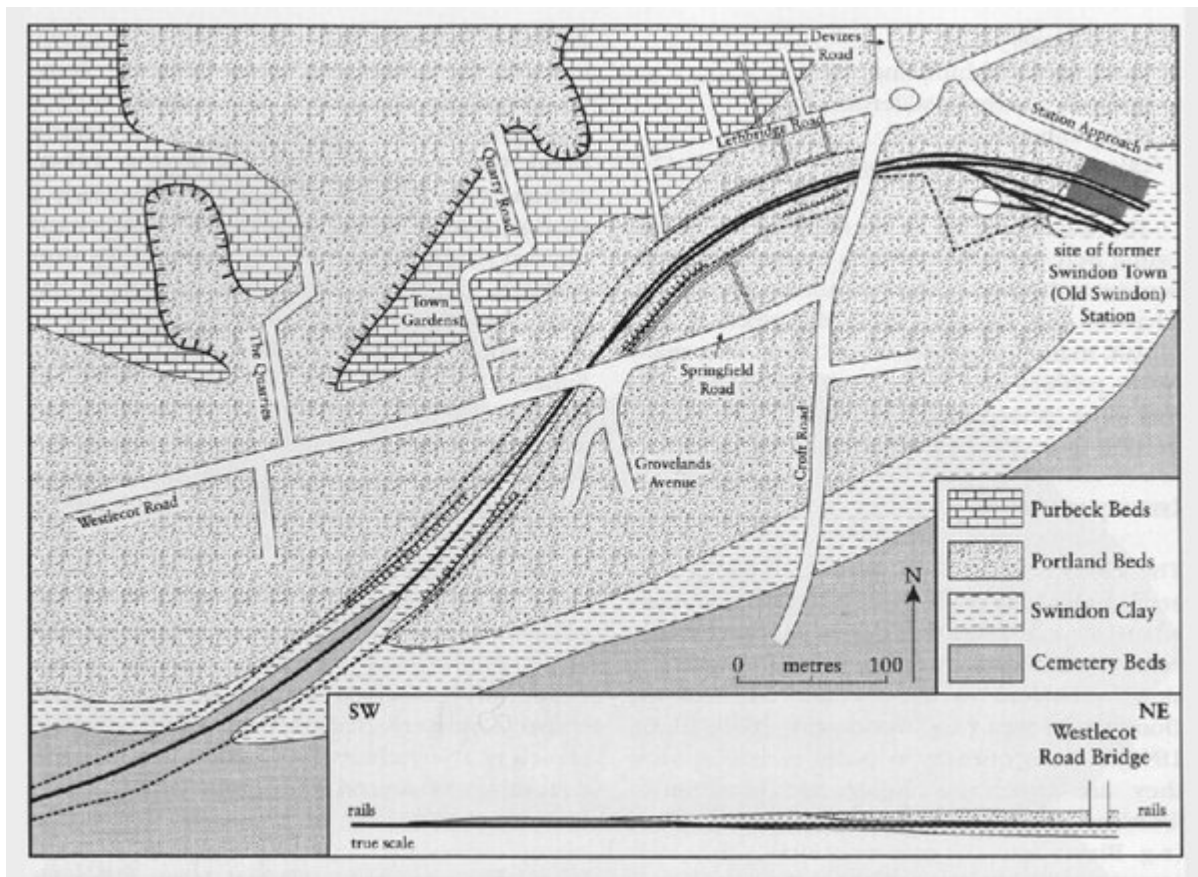 Devizes
Road
Station Approach
Lethbridge Road
Quarry Road
site of former
Swindon Town
(Old Swindon)
Station
Town
Gardens
The Quarries
Springfield
Road
Croft Road
Grovelands
Avenue
Westlecot Road
Purbeck Beds
Portland Beds
Swindon Clay
Cemetery Beds
N
0 metres 100
SW
NE
Westlecot
Road Bridge
rails
rails
true scale